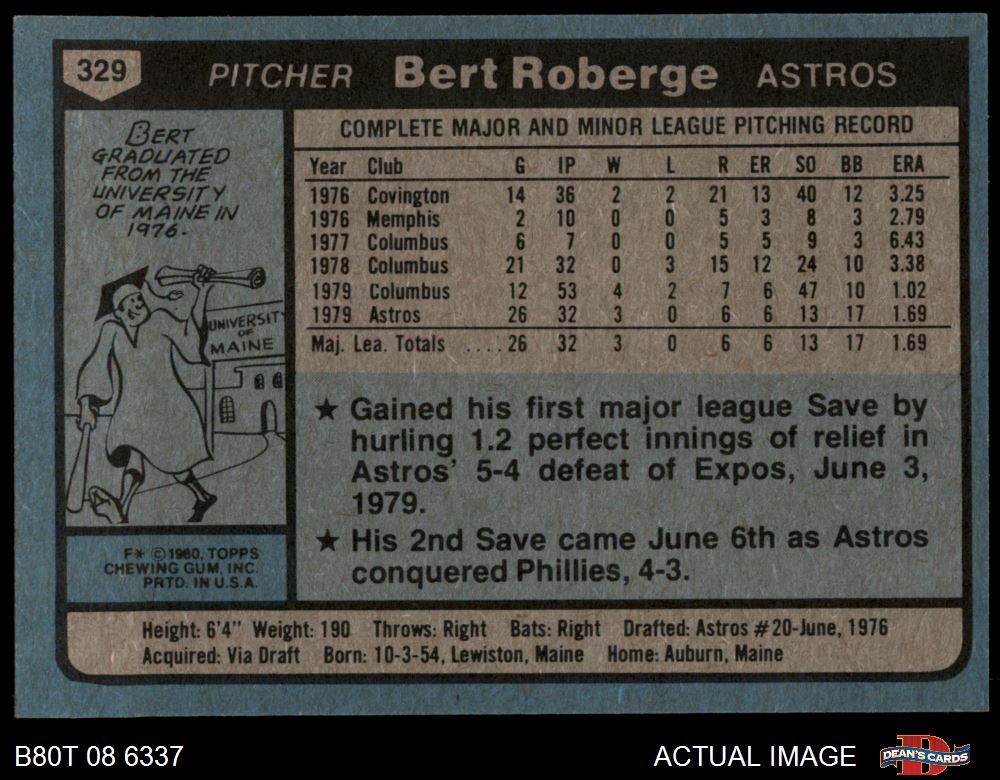 329 PITCHER Bert Roberge ASTROS
BERT
GRADUATED
FROM THE
UNIVERSITY
OF MAINE IN
1976.
UNIVERSITY
OF
MAINE
F* © 1980, TOPPS
CHEWING GUM, INC.
PRTD. IN U.S.A.
COMPLETE MAJOR AND MINOR LEAGUE PITCHING RECORD
Year Club G IP W L R ER SO BB ERA
1976 Covington 14 36 2 2 21 13 40 12 3.25
1976 Memphis 2 10 0 0 5 3 8 3 2.79
1977 Columbus 6 7 0 0 5 5 9 3 6.43
1978 Columbus 21 32 0 3 15 12 24 10 3.38
1979 Columbus 12 53 4 2 7 6 47 10 1.02
1979 Astros 26 32 3 0 6 6 13 17 1.69
Maj. Lea. Totals ....26 32 3 0 6 6 13 17 1.69
★ Gained his first major league Save by
hurling 1.2 perfect innings of relief in
Astros' 5-4 defeat of Expos, June 3,
1979.
★ His 2nd Save came June 6th as Astros
conquered Phillies, 4-3.
Height: 6'4" Weight: 190 Throws: Right Bats: Right Drafted: Astros #20-June, 1976
Acquired: Via Draft Born: 10-3-54, Lewiston, Maine Home: Auburn, Maine
B80T 08 6337
ACTUAL IMAGE
DEAN'S CARDS